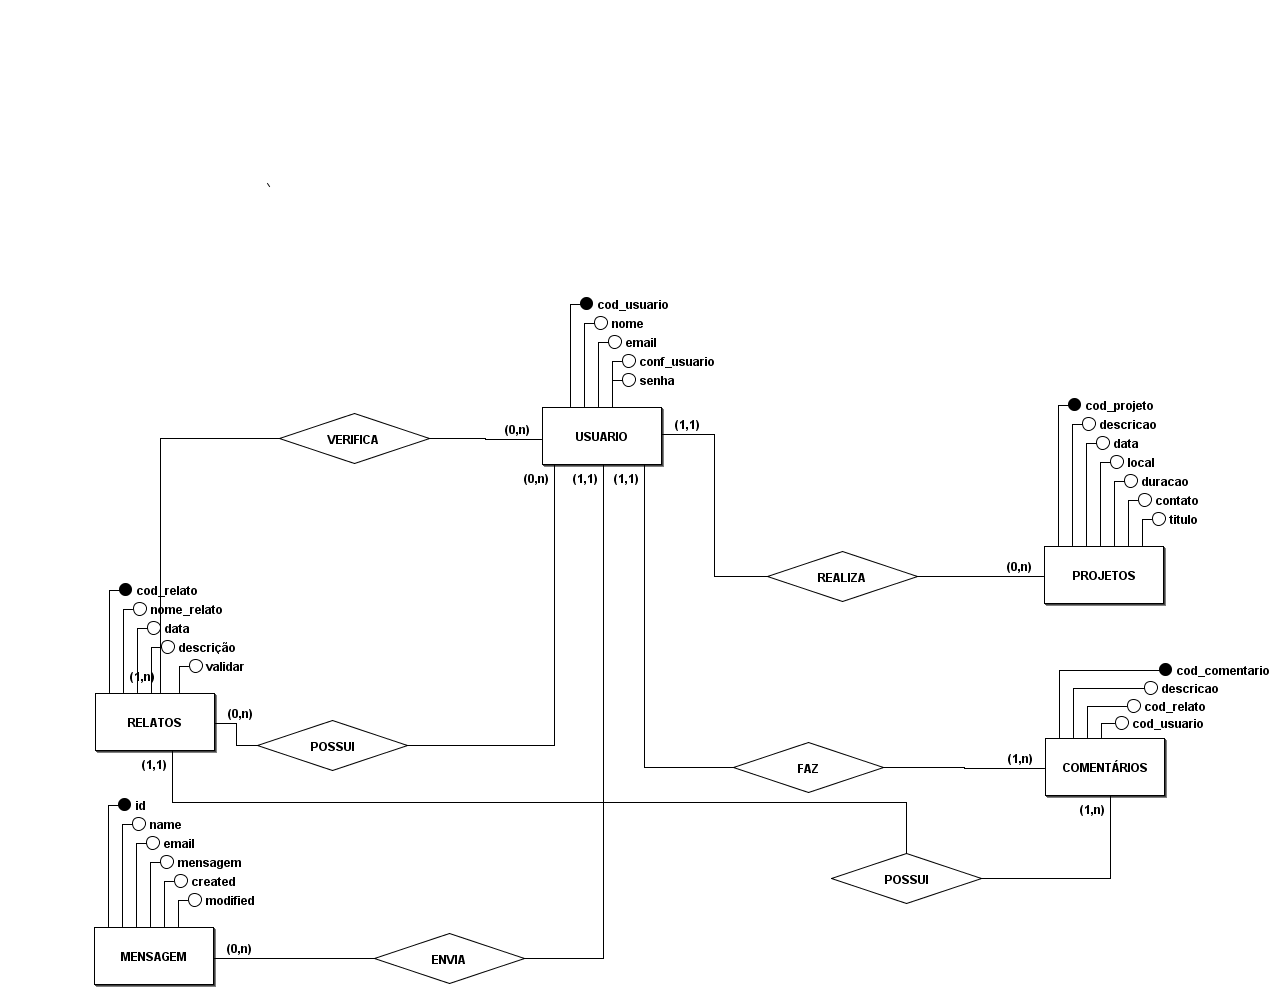 cod_usuario
nome
email
conf_usuario
senha
USUARIO
VERIFICA
(0,n)
(1,1)
(0,n)
(1,1)
(1,1)
cod_projeto
descricao
data
local
duracao
contato
titulo
PROJETOS
REALIZA
(0,n)
cod_relato
nome_relato
data
descrição
validar
(1,n)
RELATOS
(0,n)
POSSUI
(1,1)
cod_comentario
descricao
cod_relato
cod_usuario
COMENTÁRIOS
FAZ
(1,n)
(1,n)
POSSUI
id
name
email
mensagem
created
modified
MENSAGEM
(0,n)
ENVIA